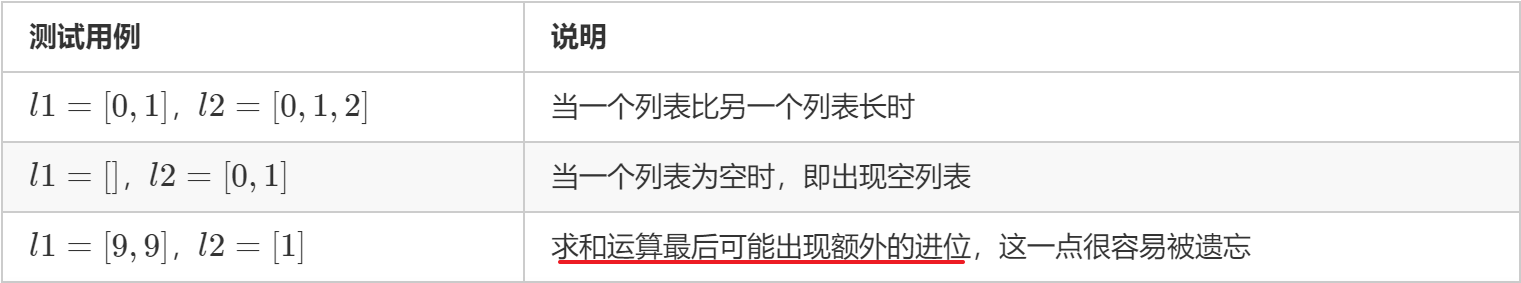 测试用例 说明
l1 = [0, 1]，l2 = [0, 1, 2] 当一个列表比另一个列表长时
l1 = []，l2 = [0, 1] 当一个列表为空时，即出现空列表
l1 = [9, 9]，l2 = [1] 求和运算最后可能出现额外的进位，这一点很容易被遗忘